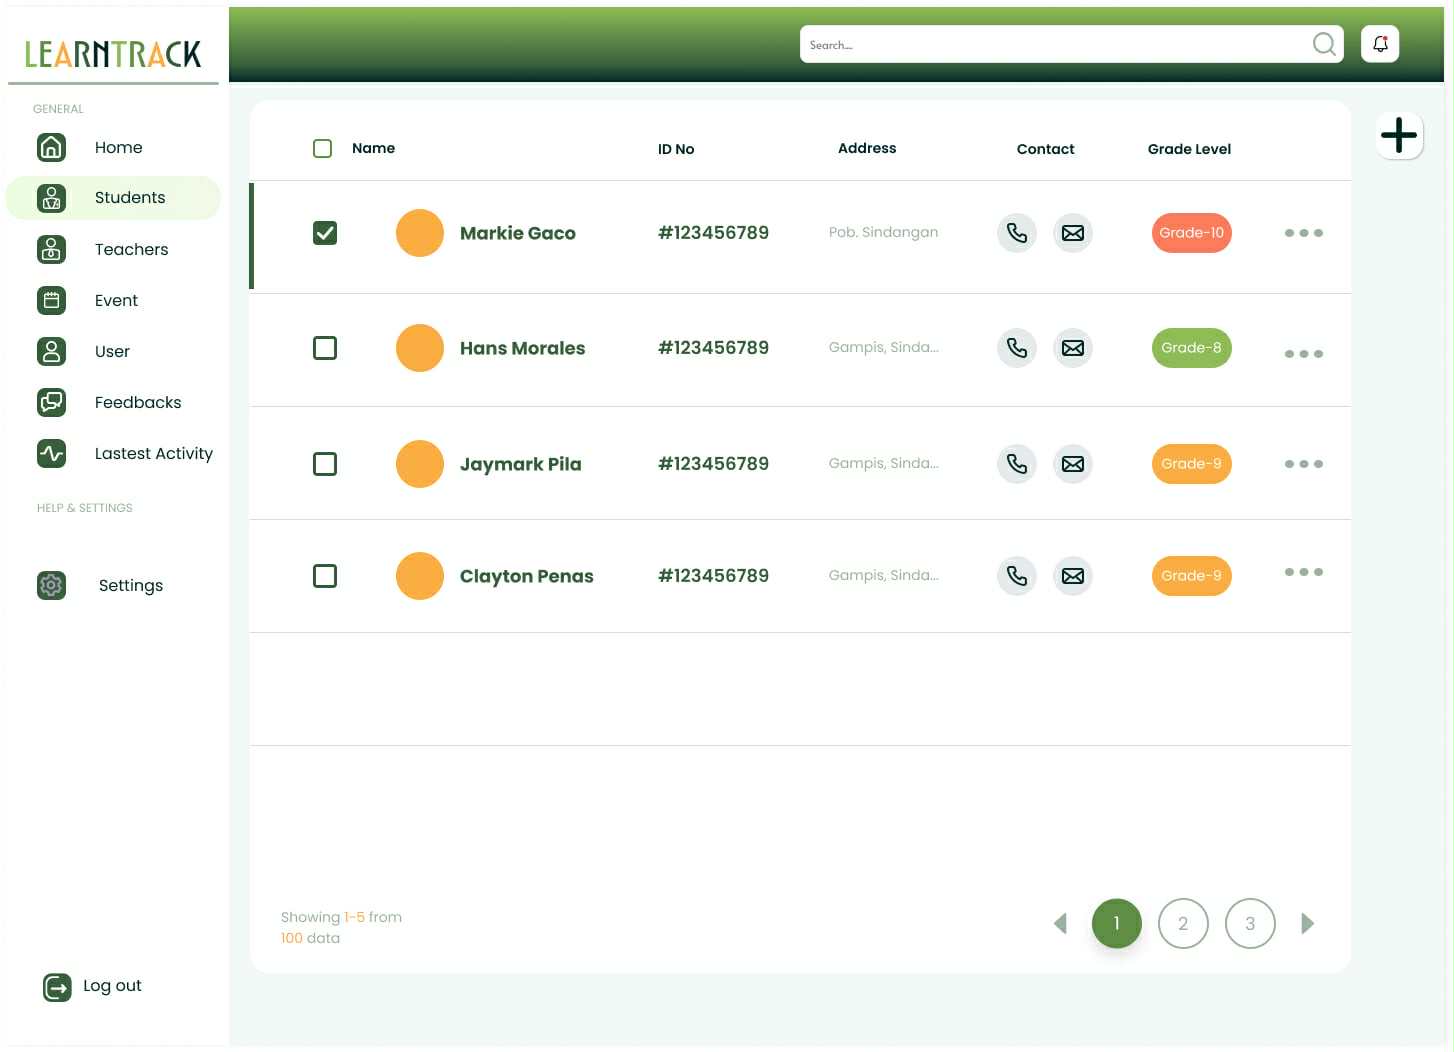 LEARNTRACK
Search...
GENERAL
Home
Students
Teachers
Event
User
Feedbacks
Lastest Activity
HELP & SETTINGS
Settings
Log out
Name ID No Address Contact Grade Level
Markie Gaco #123456789 Pob. Sindangan Grade-10
Hans Morales #123456789 Gampis, Sinda... Grade-8
Jaymark Pila #123456789 Gampis, Sinda... Grade-9
Clayton Penas #123456789 Gampis, Sinda... Grade-9
Showing 1-5 from
100 data
1 2 3